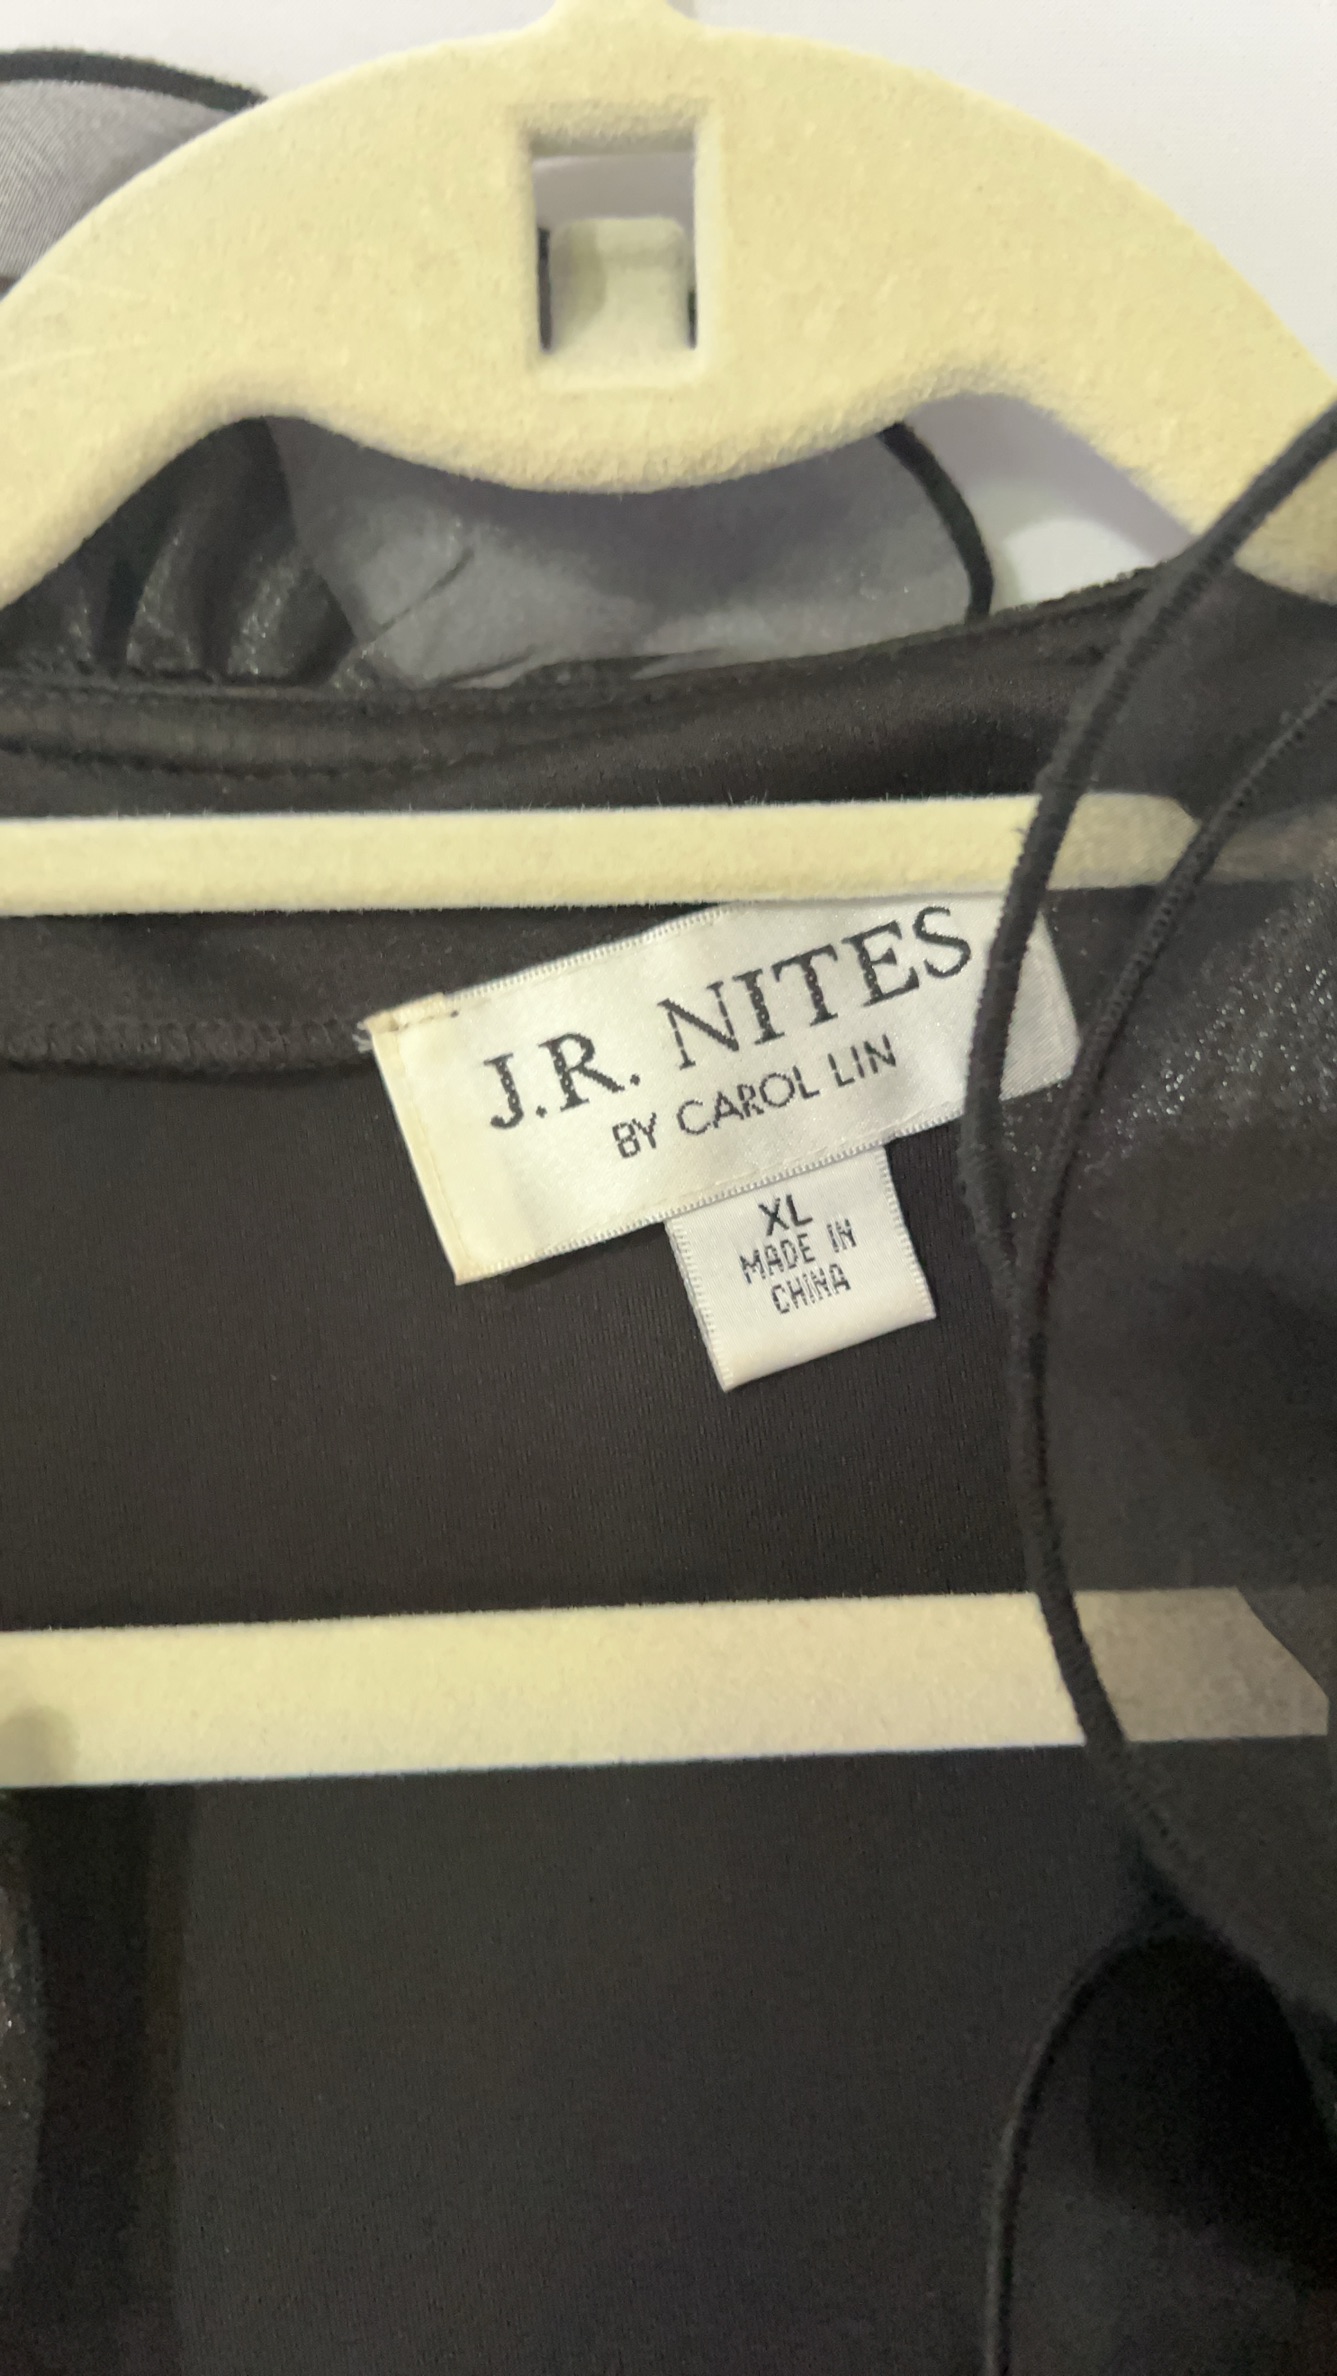 J.R. NITES
BY CAROL LIN
XL
MADE IN
CHINA